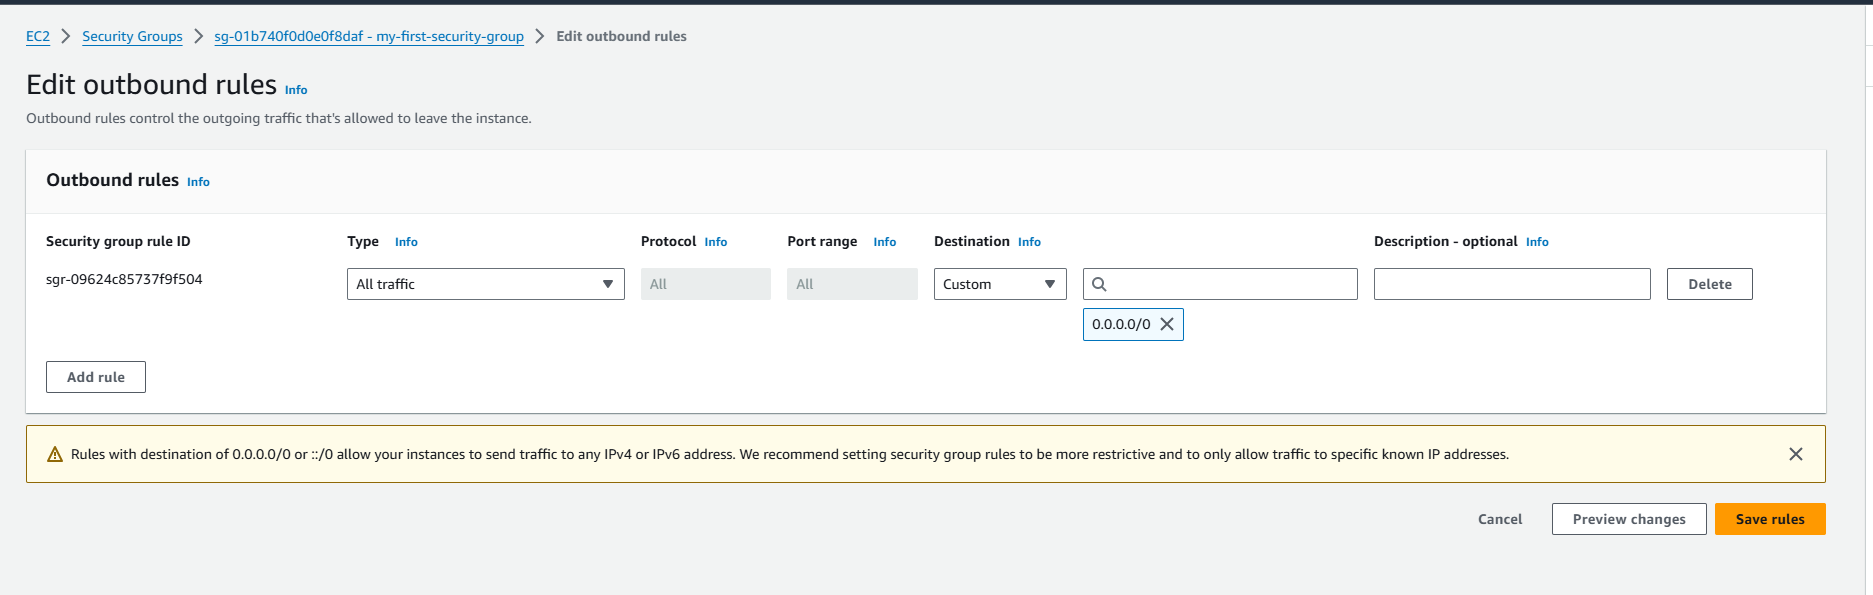 EC2 > Security Groups > sg-01b740f0d0e0f8daf - my-first-security-group > Edit outbound rules
Edit outbound rules Info
Outbound rules control the outgoing traffic that's allowed to leave the instance.
Outbound rules Info
Security group rule ID Type Info Protocol Info Port range Info Destination Info Description - optional Info
sgr-09624c85737f9f504 All traffic All All Custom Delete
0.0.0.0/0
Add rule
Rules with destination of 0.0.0.0/0 or ::/0 allow your instances to send traffic to any IPv4 or IPv6 address. We recommend setting security group rules to be more restrictive and to only allow traffic to specific known IP addresses.
Cancel Preview changes Save rules